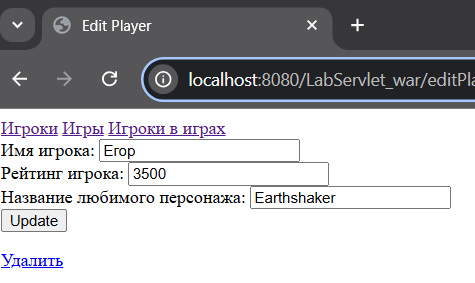 Edit Player
localhost:8080/LabServlet_war/editPla
Игроки Игры Игроки в играх
Имя игрока: Егор
Рейтинг игрока: 3500
Название любимого персонажа: Earthshaker
Update
Удалить